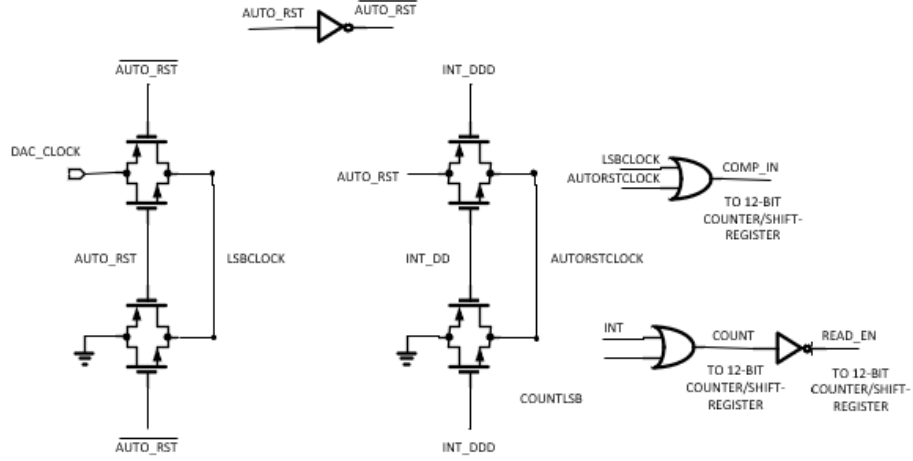 AUTO_RST
AUTO_RST
AUTO_RST
INT_DDD
DAC_CLOCK
AUTO_RST
LSBCLOCK
AUTORSTCLOCK
COMP_IN
TO 12-BIT
COUNTER/SHIFT-
REGISTER
AUTO_RST
LSBCLOCK
INT_DD
AUTORSTCLOCK
INT
COUNT
READ_EN
TO 12-BIT
COUNTER/SHIFT-
REGISTER
TO 12-BIT
COUNTER/SHIFT-
REGISTER
COUNTLSB
AUTO_RST
INT_DDD